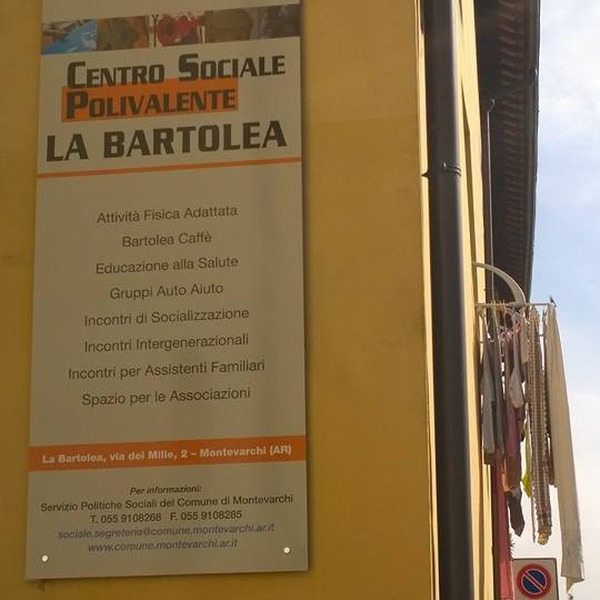 CENTRO SOCIALE
POLIVALENTE
LA BARTOLEA
Attività Fisica Adattata
Bartolea Caffè
Educazione alla Salute
Gruppi Auto Aiuto
Incontri di Socializzazione
Incontri Intergenerazionali
Incontri per Assistenti Familiari
Spazio per le Associazioni
La Bartolea, via dei Mille, 2 – Montevarchi (AR)
Per informazioni:
Servizio Politiche Sociali del Comune di Montevarchi
T. 055 9108268 F. 055 9108285
sociale.segreteria@comune.montevarchi.ar.it
www.comune.montevarchi.ar.it